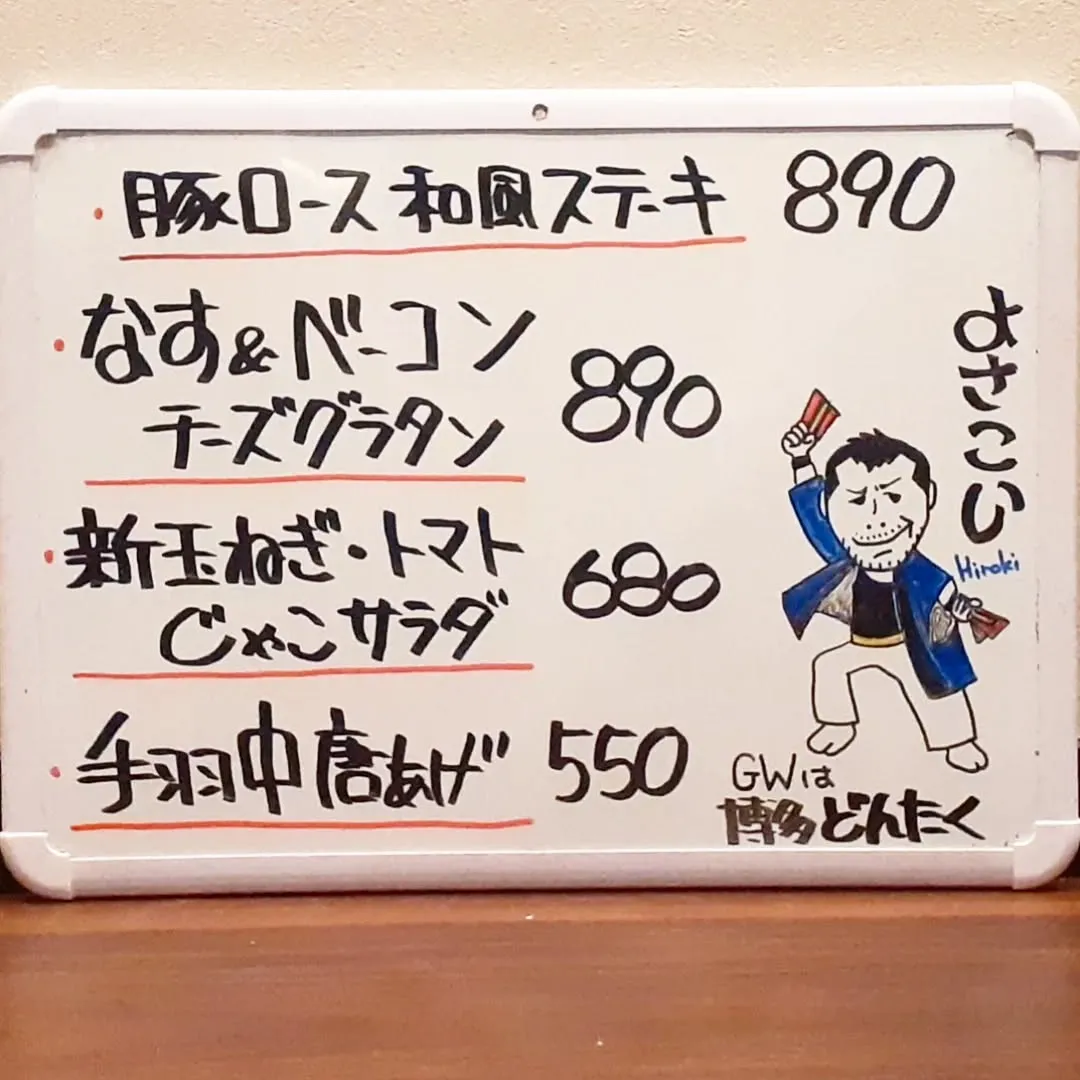 ・豚ロース 和風ステーキ 890
・なす&ベーコン
チーズグラタン 890
・新玉ねぎ・トマト
じゃこサラダ 680
・手羽中唐あげ 550
よさこい
Hiroki
GWは
博多どんたく